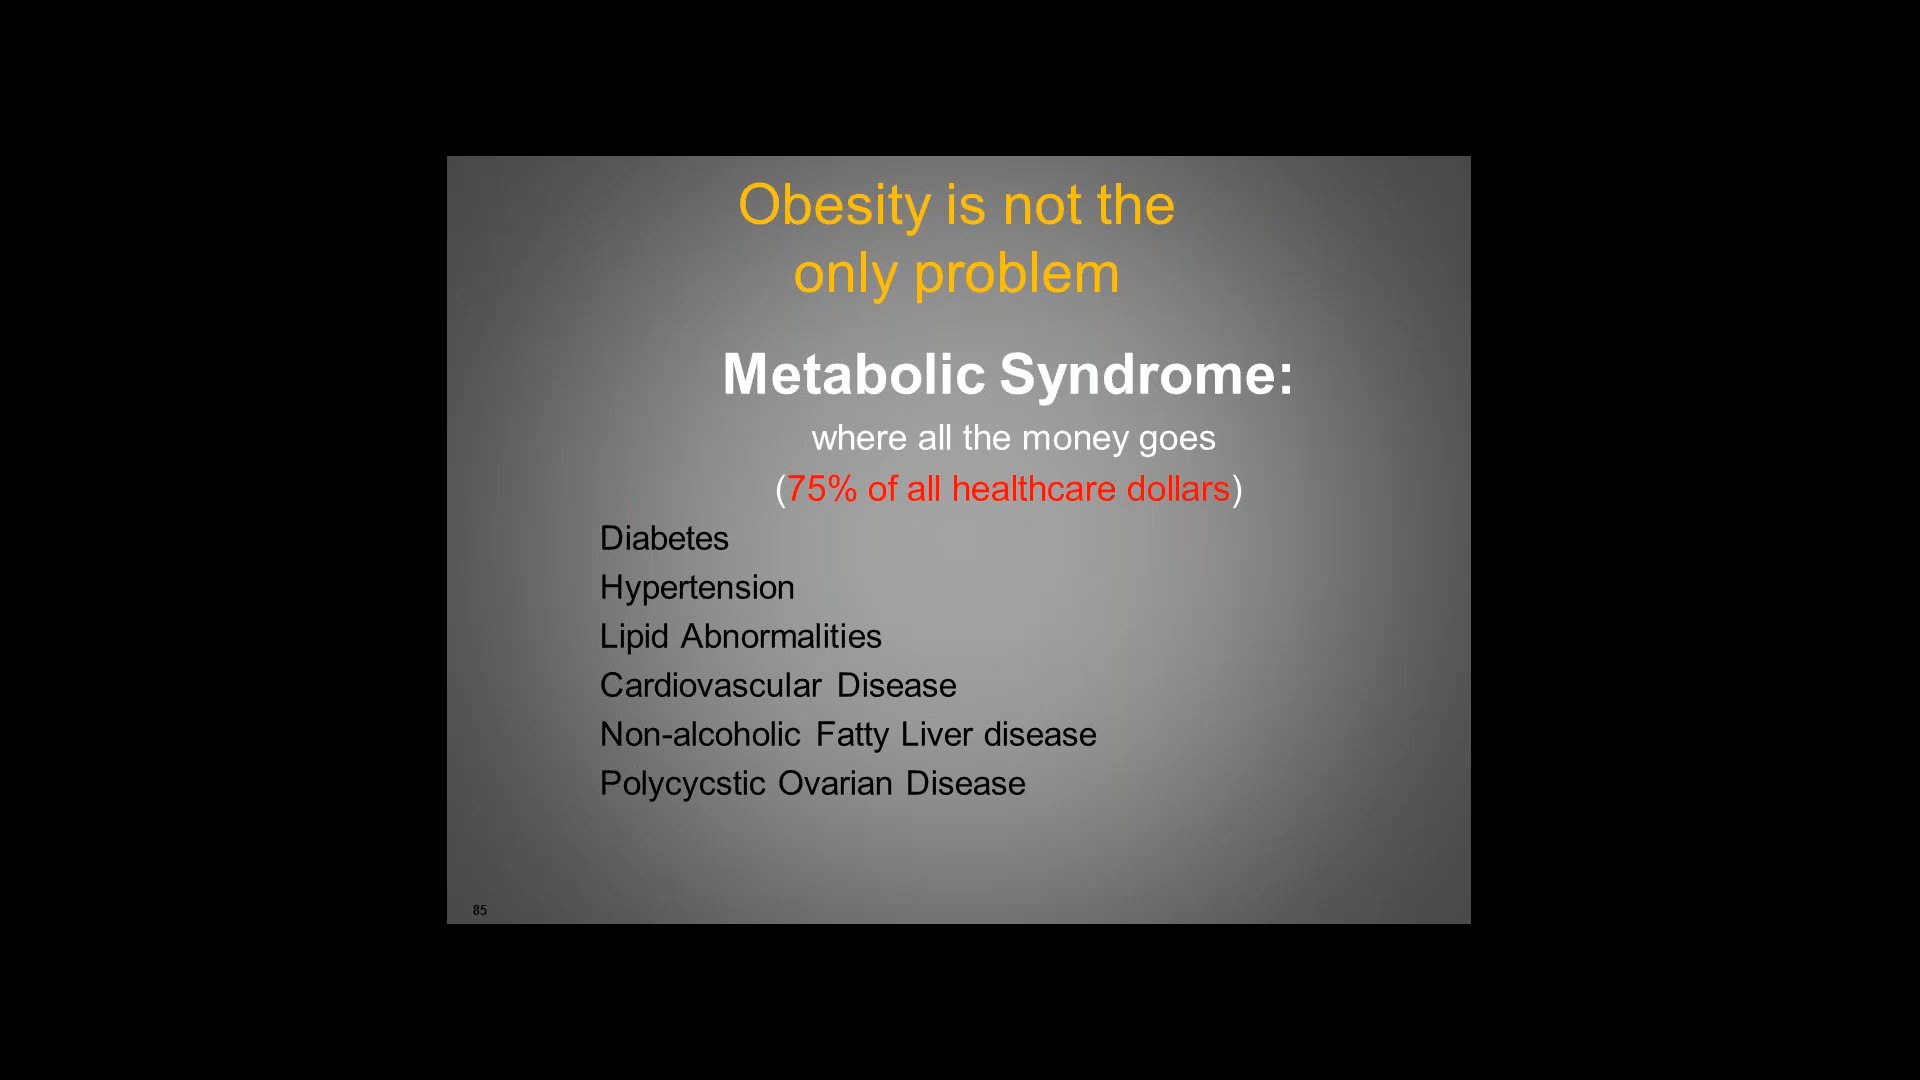 Obesity is not the
only problem
Metabolic Syndrome:
where all the money goes
(75% of all healthcare dollars)
Diabetes
Hypertension
Lipid Abnormalities
Cardiovascular Disease
Non-alcoholic Fatty Liver disease
Polycycstic Ovarian Disease
85